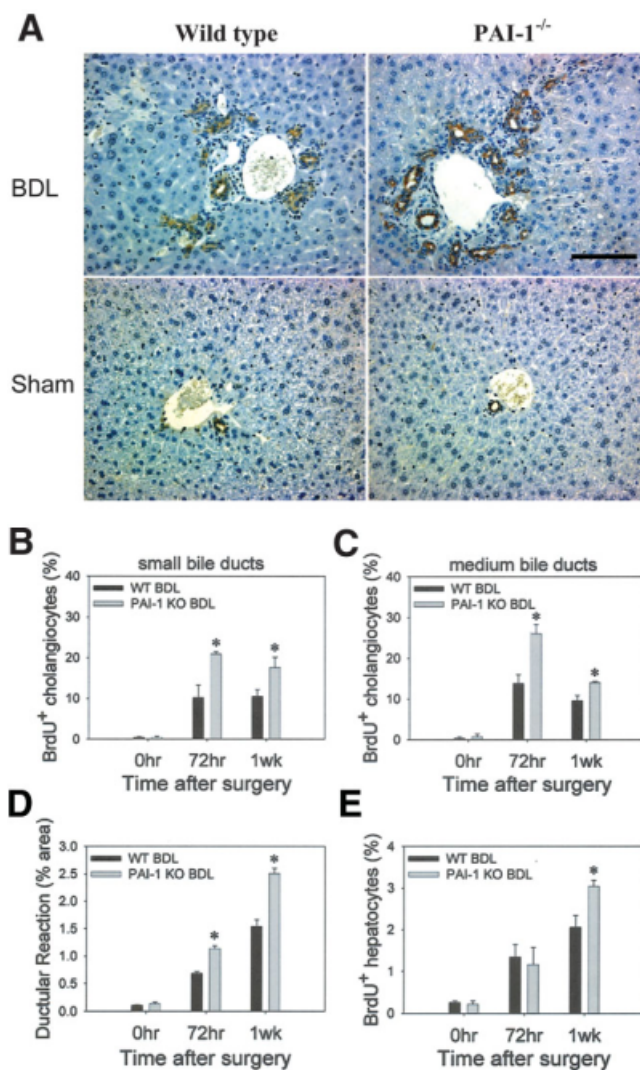 A
Wild type
PAI-1-/-
BDL
Sham
B
small bile ducts
BrdU+ cholangiocytes (%)
40
30
20
10
0
WT BDL
PAI-1 KO BDL
*
*
0hr
72hr
1wk
Time after surgery
C
medium bile ducts
BrdU+ cholangiocytes (%)
40
30
20
10
0
WT BDL
PAI-1 KO BDL
*
*
0hr
72hr
1wk
Time after surgery
D
Ductular Reaction (% area)
3.0
2.5
2.0
1.5
1.0
0.5
0.0
WT BDL
PAI-1 KO BDL
*
*
0hr
72hr
1wk
Time after surgery
E
BrdU+ hepatocytes (%)
4
3
2
1
0
WT BDL
PAI-1 KO BDL
*
0hr
72hr
1wk
Time after surgery